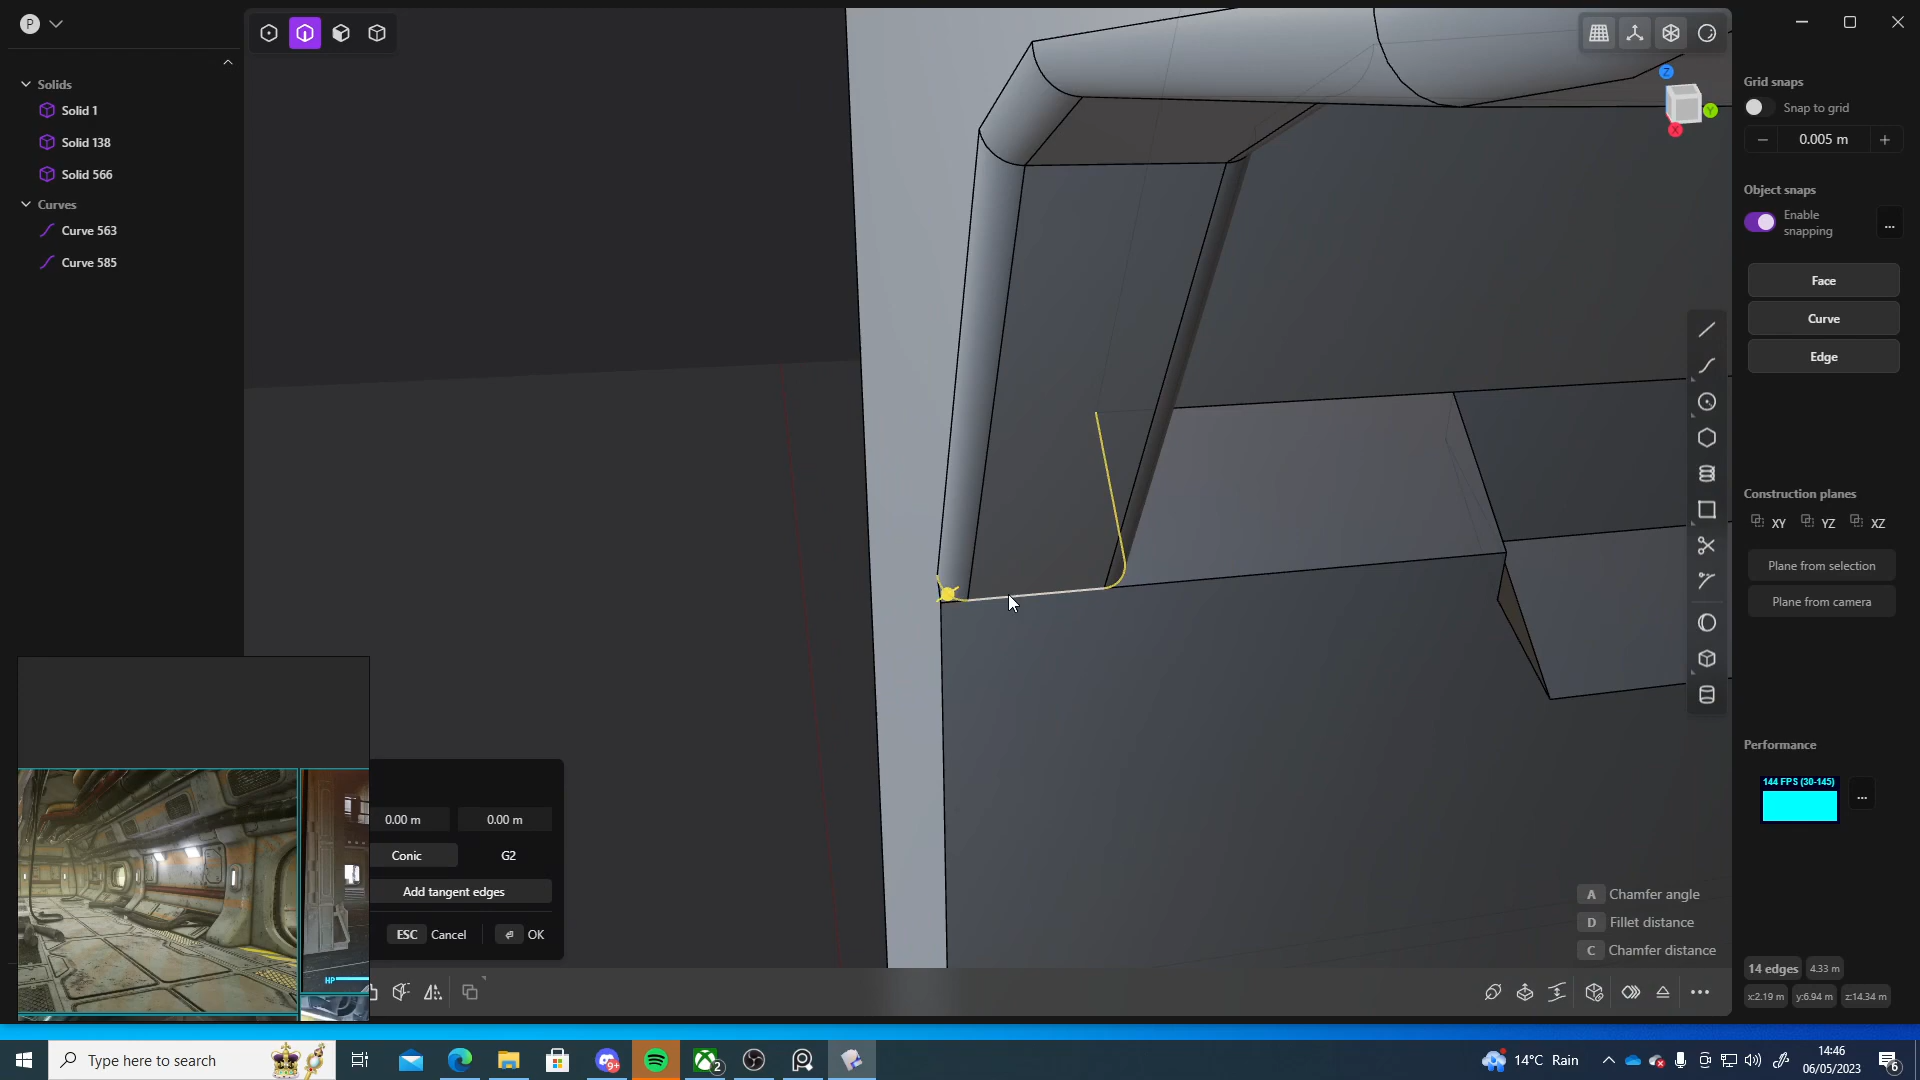 P
Solids
Solid 1
Solid 138
Solid 566
Curves
Curve 563
Curve 585
Z
Y
X
Grid snaps
Snap to grid
0.005 m
Object snaps
Enable
snapping
...
Face
Curve
Edge
Construction planes
XY YZ XZ
Plane from selection
Plane from camera
Performance
144 FPS (30-145)
...
0.00 m 0.00 m
Conic G2
Add tangent edges
ESC Cancel OK
HP
A Chamfer angle
D Fillet distance
C Chamfer distance
14 edges 4.33 m
x:2.19 m y:6.94 m z:14.34 m
Type here to search
9+
2
14°C Rain
14:46
06/05/2023
6